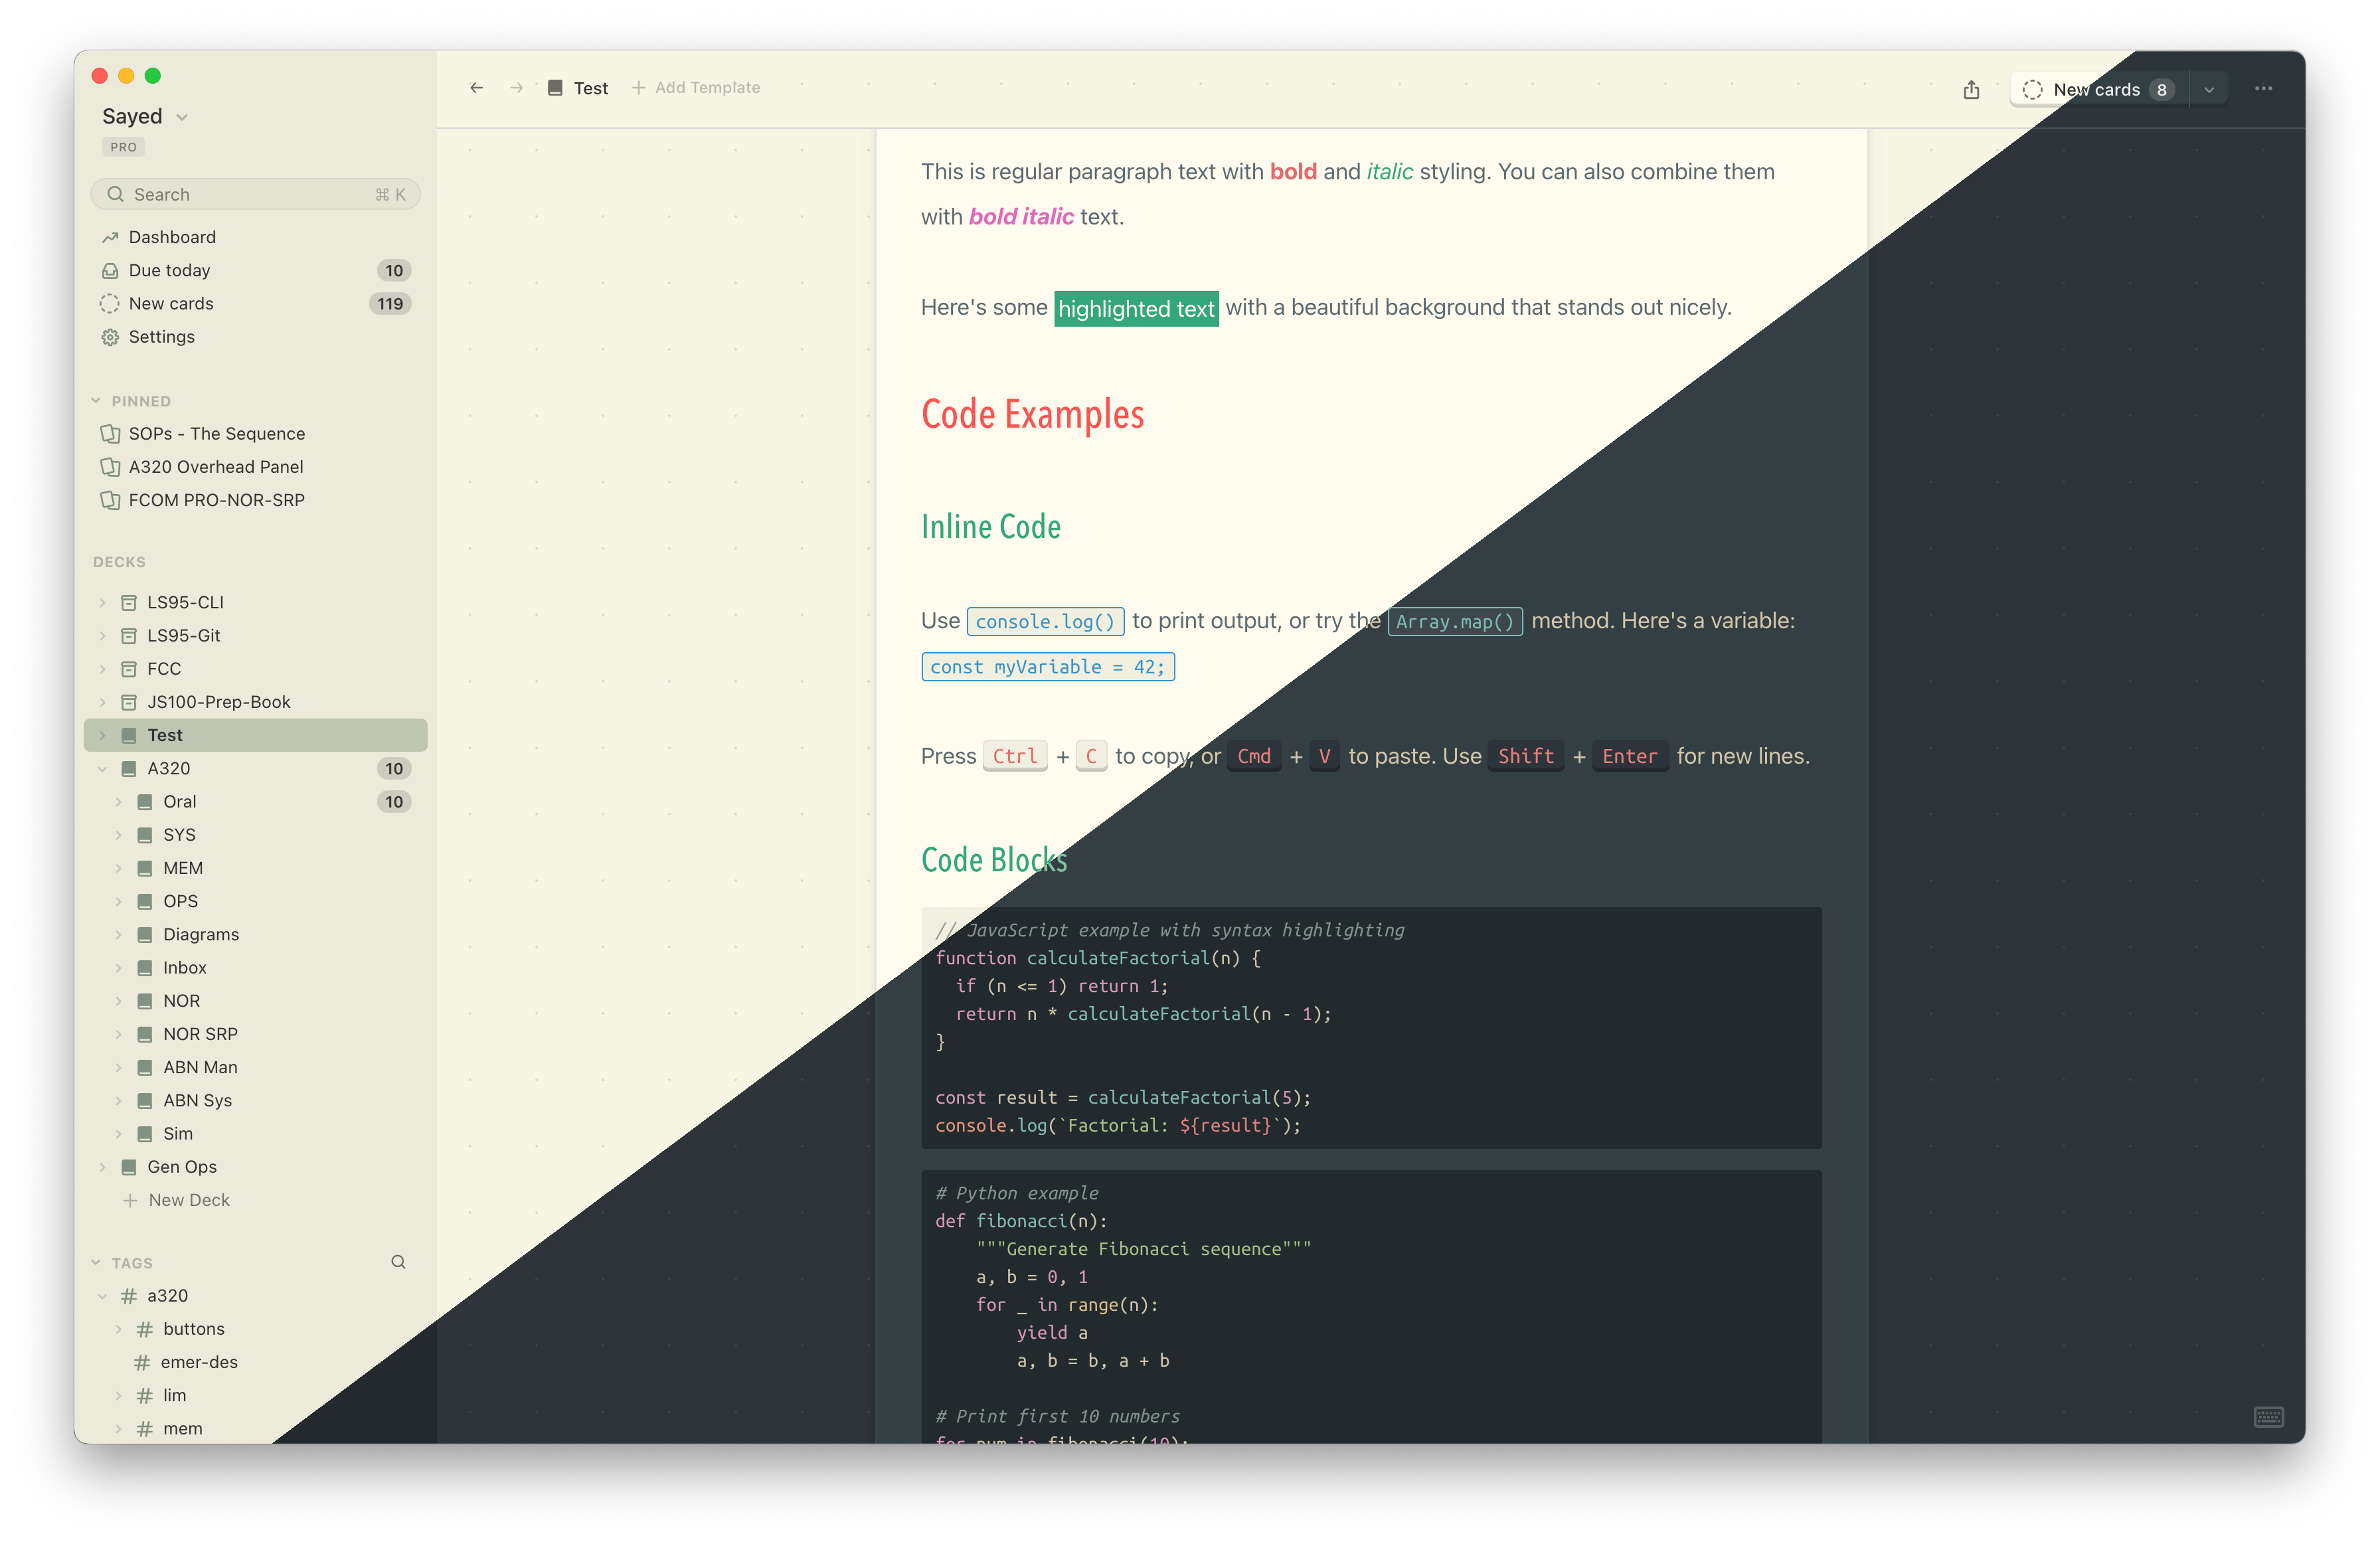 Sayed
PRO
Search ⌘ K
Dashboard
Due today 10
New cards 119
Settings
PINNED
SOPs - The Sequence
A320 Overhead Panel
FCOM PRO-NOR-SRP
DECKS
LS95-CLI
LS95-Git
FCC
JS100-Prep-Book
Test
A320 10
Oral 10
SYS
MEM
OPS
Diagrams
Inbox
NOR
NOR SRP
ABN Man
ABN Sys
Sim
Gen Ops
+ New Deck
TAGS
# a320
# buttons
# emer-des
# lim
# mem
← → Test + Add Template
New cards 8 ...
This is regular paragraph text with bold and italic styling. You can also combine them
with bold italic text.
Here's some highlighted text with a beautiful background that stands out nicely.
Code Examples
Inline Code
Use console.log() to print output, or try the Array.map() method. Here's a variable:
const myVariable = 42;
Press Ctrl + C to copy, or Cmd + V to paste. Use Shift + Enter for new lines.
Code Blocks
// JavaScript example with syntax highlighting
function calculateFactorial(n) {
  if (n <= 1) return 1;
  return n * calculateFactorial(n - 1);
}
const result = calculateFactorial(5);
console.log(`Factorial: ${result}`);
# Python example
def fibonacci(n):
    """Generate Fibonacci sequence"""
    a, b = 0, 1
    for _ in range(n):
        yield a
        a, b = b, a + b
# Print first 10 numbers
for num in fibonacci(10):